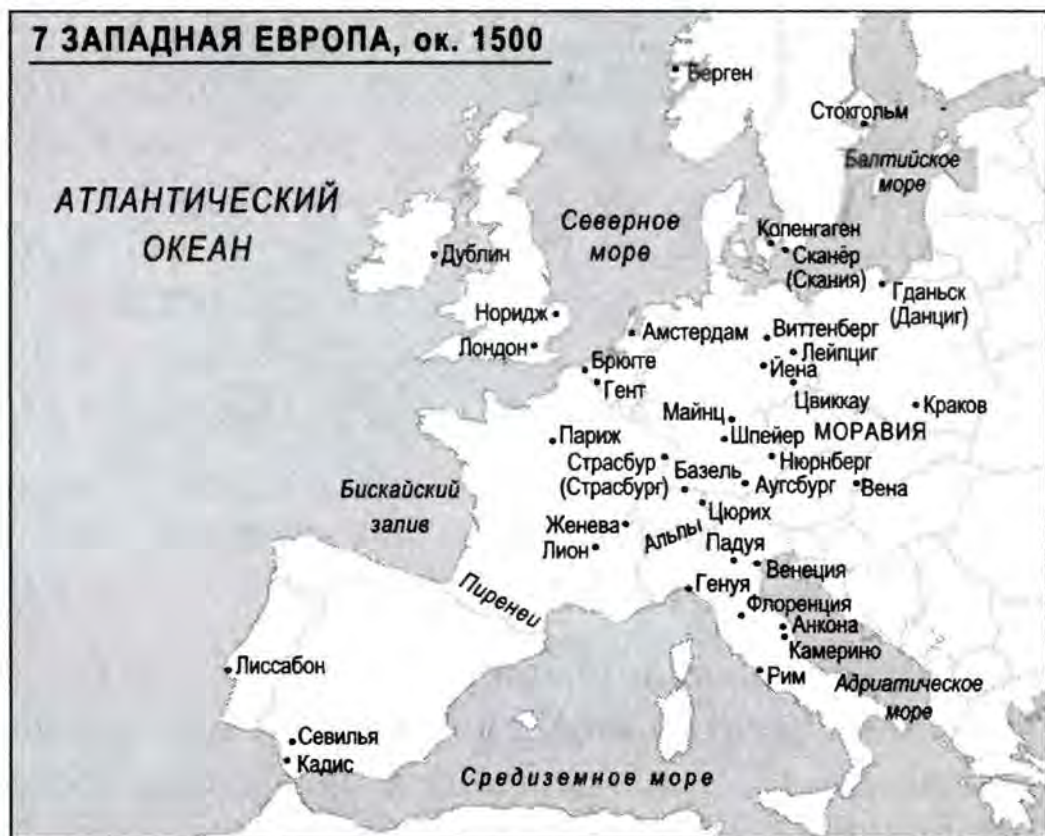 7 ЗАПАДНАЯ ЕВРОПА, ок. 1500
Берген
Стокгольм
Балтийское
море
АТЛАНТИЧЕСКИЙ
ОКЕАН
Северное
море
Копенгаген
Сканёр
(Скания)
Дублин
Гданьск
(Данциг)
Норидж
Лондон
Амстердам
Виттенберг
Лейпциг
Брюгге
Гент
Йена
Цвиккау
Краков
Майнц
Шпейер
МОРАВИЯ
Париж
Страсбур
(Страсбург)
Базель
Нюрнберг
Аугсбург
Вена
Бискайский
залив
Цюрих
Женева
Лион
Альпы
Падуя
Венеция
Пиренеи
Генуя
Флоренция
Анкона
Камерино
Лиссабон
Рим
Адриатическое
море
Севилья
Кадис
Средиземное море